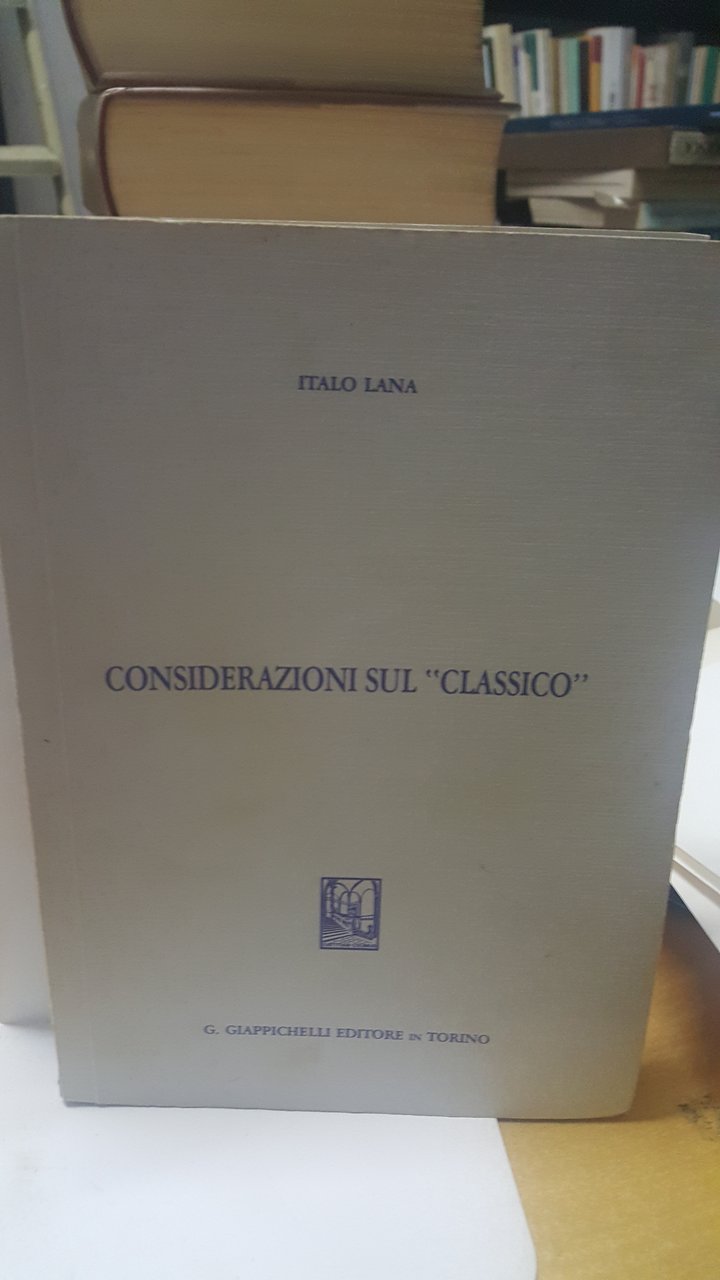 ITALO LANA
CONSIDERAZIONI SUL "CLASSICO"
G. GIAPPICHELLI EDITORE IN TORINO